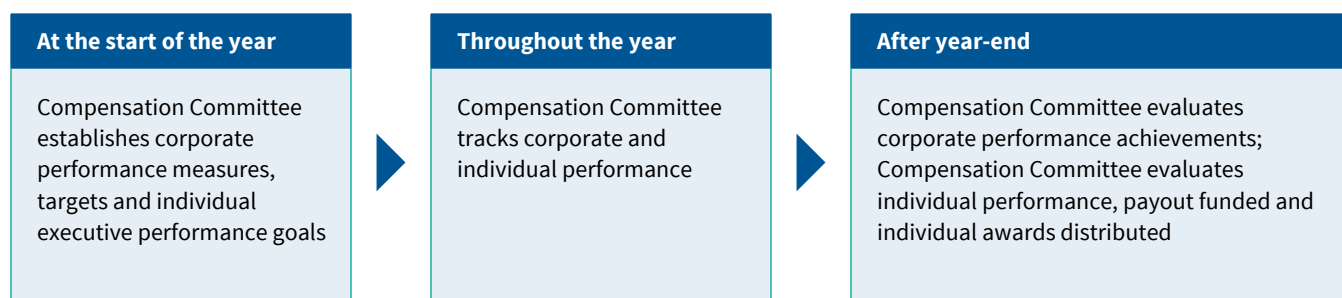 At the start of the year
Compensation Committee
establishes corporate
performance measures,
targets and individual
executive performance goals
Throughout the year
Compensation Committee
tracks corporate and
individual performance
After year-end
Compensation Committee evaluates
corporate performance achievements;
Compensation Committee evaluates
individual performance, payout funded and
individual awards distributed